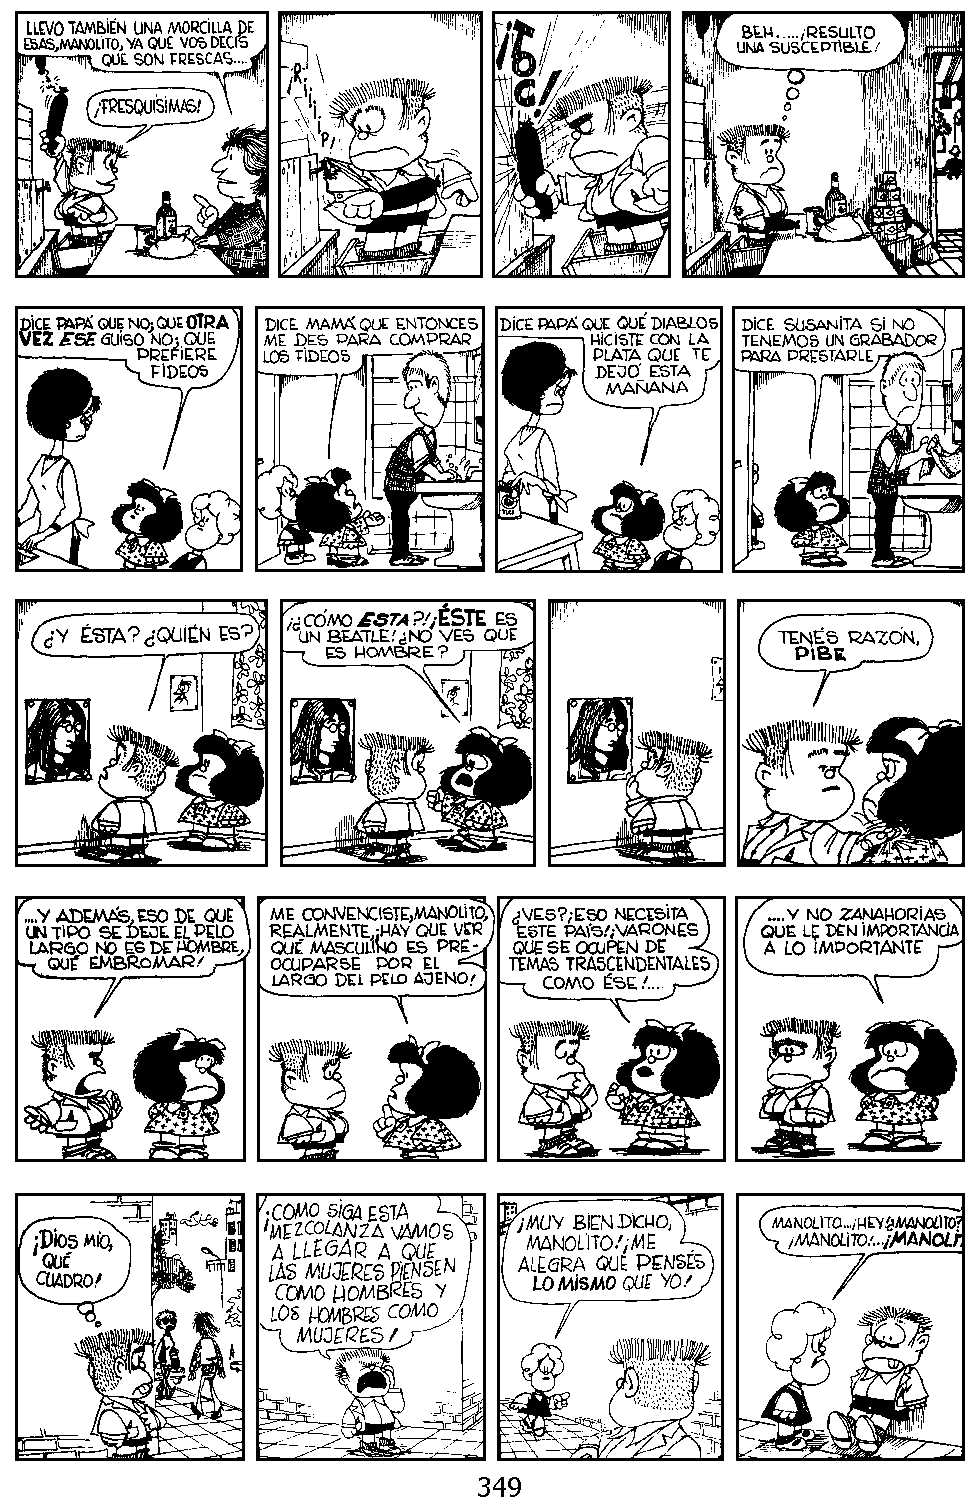 LLEVO TAMBIÉN UNA MORCILLA DE
ESAS, MANOLITO, YA QUE VOS DECÍS
QUE SON FRESCAS...
¡FRESQUISIMAS!
¡RIIIP!
¡TOC!
BEH.....¡RESULTO
UNA SUSCEPTIBLE!
DICE PAPÁ QUE NO; QUE OTRA
VEZ ESE GUISO NO; QUE
PREFIERE
FIDEOS
DICE MAMÁ QUE ENTONCES
ME DES PARA COMPRAR
LOS FIDEOS
DICE PAPÁ QUE QUÉ DIABLOS
HICISTE CON LA
PLATA QUE TE
DEJÓ ESTA
MAÑANA
DICE SUSANITA SI NO
TENEMOS UN GRABADOR
PARA PRESTARLE
¿Y ÉSTA? ¿QUIÉN ES?
¡¿CÓMO ESTA?! ¡ÉSTE ES
UN BEATLE! ¿NO VES QUE
ES HOMBRE?
TENÉS RAZÓN,
PIBE
....Y ADEMÁS, ESO DE QUE
UN TIPO SE DEJE EL PELO
LARGO NO ES DE HOMBRE,
¡QUÉ EMBROMAR!
ME CONVENCISTE, MANOLITO,
REALMENTE, ¡HAY QUE VER
QUÉ MASCULINO ES PRE-
OCUPARSE POR EL
LARGO DEL PELO AJENO!
¿VES? ¡ESO NECESITA
ESTE PAÍS! ¡VARONES
QUE SE OCUPEN DE
TEMAS TRASCENDENTALES
COMO ÉSE!....
....Y NO ZANAHORIAS
QUE LE DEN IMPORTANCIA
A LO IMPORTANTE
¡DIOS MÍO,
QUÉ
CUADRO!
¡COMO SIGA ESTA
MEZCOLANZA VAMOS
A LLEGAR A QUE
LAS MUJERES PIENSEN
COMO HOMBRES Y
LOS HOMBRES COMO
MUJERES!
¡MUY BIEN DICHO,
MANOLITO! ¡ME
ALEGRA QUE PENSÉS
LO MISMO QUE YO!
MANOLITO...¡HEY! ¿MANOLITO?
¡MANOLITO!...¡MANOLI
349